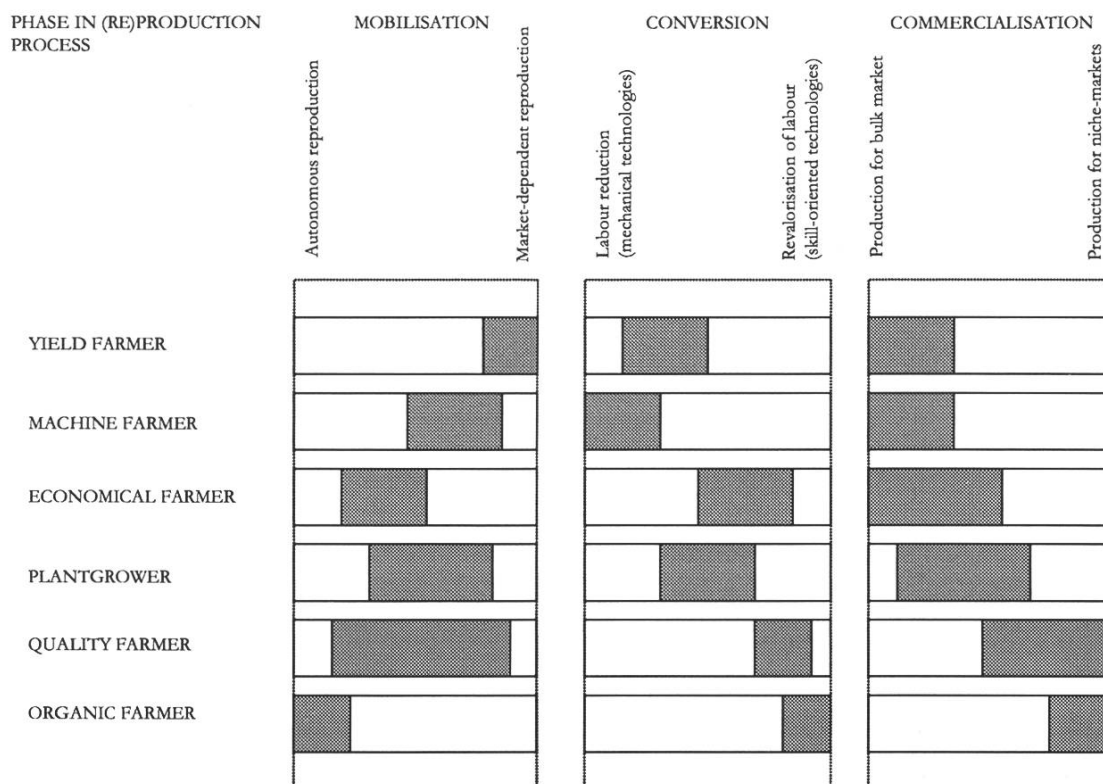 PHASE IN (RE)PRODUCTION
PROCESS
MOBILISATION
CONVERSION
COMMERCIALISATION
Autonomous reproduction
Market-dependent reproduction
Labour reduction
(mechanical technologies)
Revalorisation of labour
(skill-oriented technologies)
Production for bulk market
Production for niche-markets
YIELD FARMER
MACHINE FARMER
ECONOMICAL FARMER
PLANTGROWER
QUALITY FARMER
ORGANIC FARMER